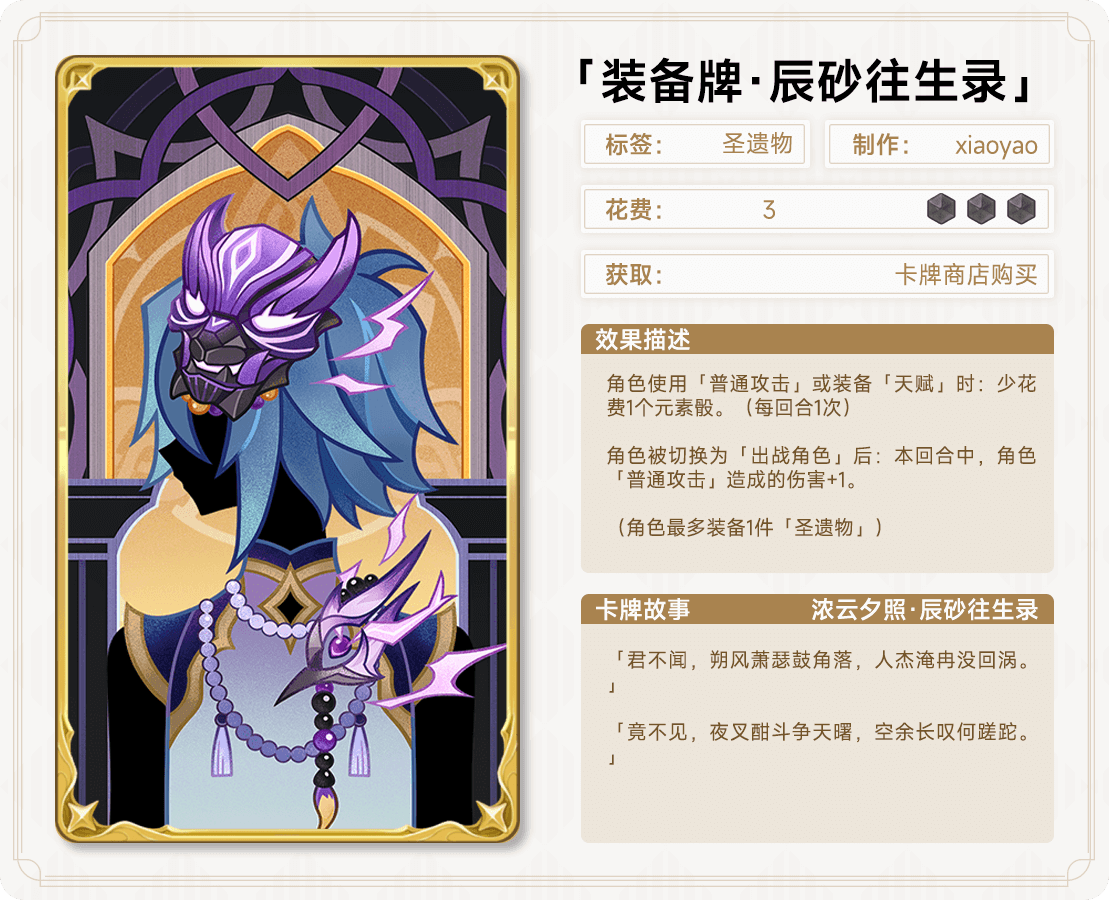 「装备牌·辰砂往生录」
标签： 圣遗物
制作： xiaoyao
花费： 3
获取： 卡牌商店购买
效果描述
角色使用「普通攻击」或装备「天赋」时：少花
费1个元素骰。（每回合1次）
角色被切换为「出战角色」后：本回合中，角色
「普通攻击」造成的伤害+1。
（角色最多装备1件「圣遗物」）
卡牌故事 浓云夕照·辰砂往生录
「君不闻，朔风萧瑟鼓角落，人杰淹冉没回涡。
」
「竟不见，夜叉酣斗争天曙，空余长叹何蹉跎。
」